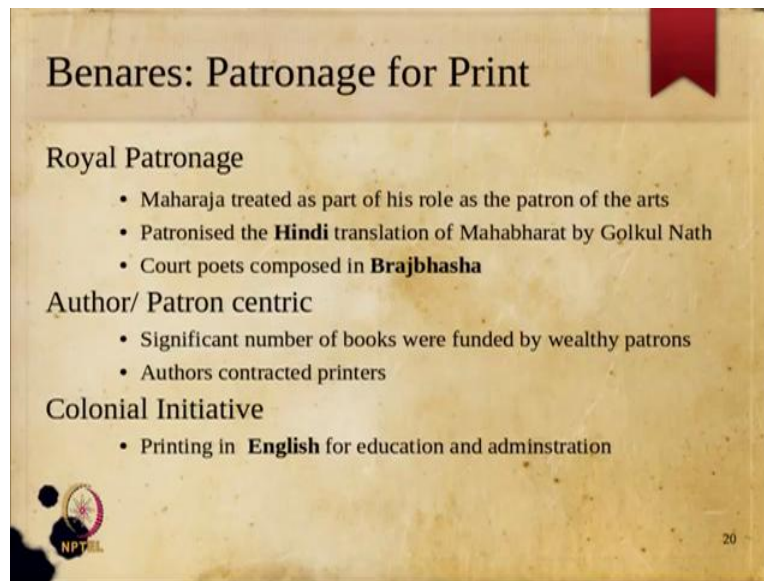 Benares: Patronage for Print
Royal Patronage
• Maharaja treated as part of his role as the patron of the arts
• Patronised the Hindi translation of Mahabharat by Golkul Nath
• Court poets composed in Brajbhasha
Author/ Patron centric
• Significant number of books were funded by wealthy patrons
• Authors contracted printers
Colonial Initiative
• Printing in English for education and adminstration
NPTEL
20